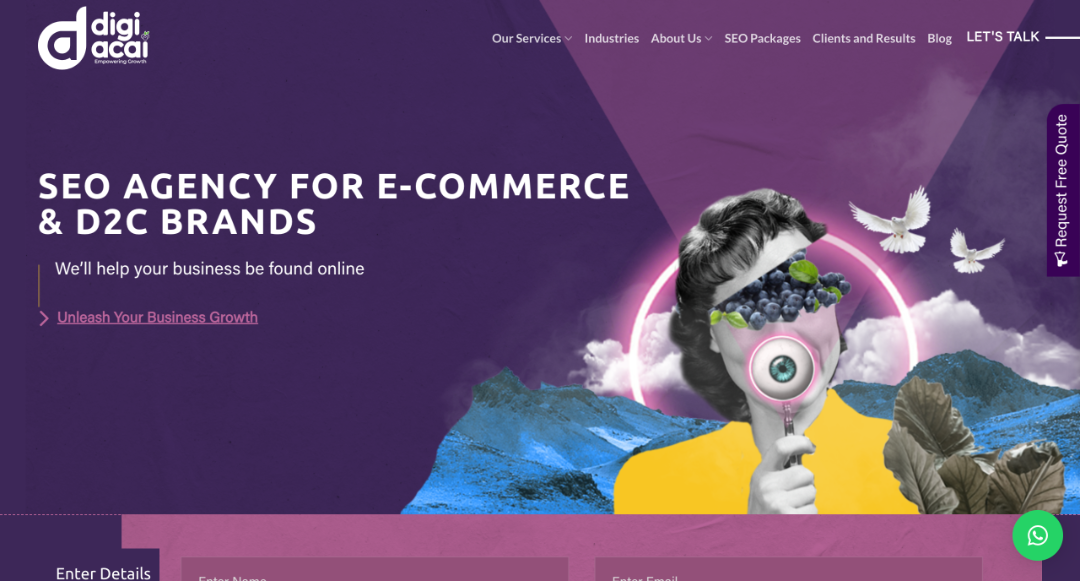 digi
acai
Empowering Growth
Our Services
Industries
About Us
SEO Packages
Clients and Results
Blog
LET'S TALK
Request Free Quote
SEO AGENCY FOR E-COMMERCE
& D2C BRANDS
We'll help your business be found online
Unleash Your Business Growth
Enter Details
Enter Name
Enter Email